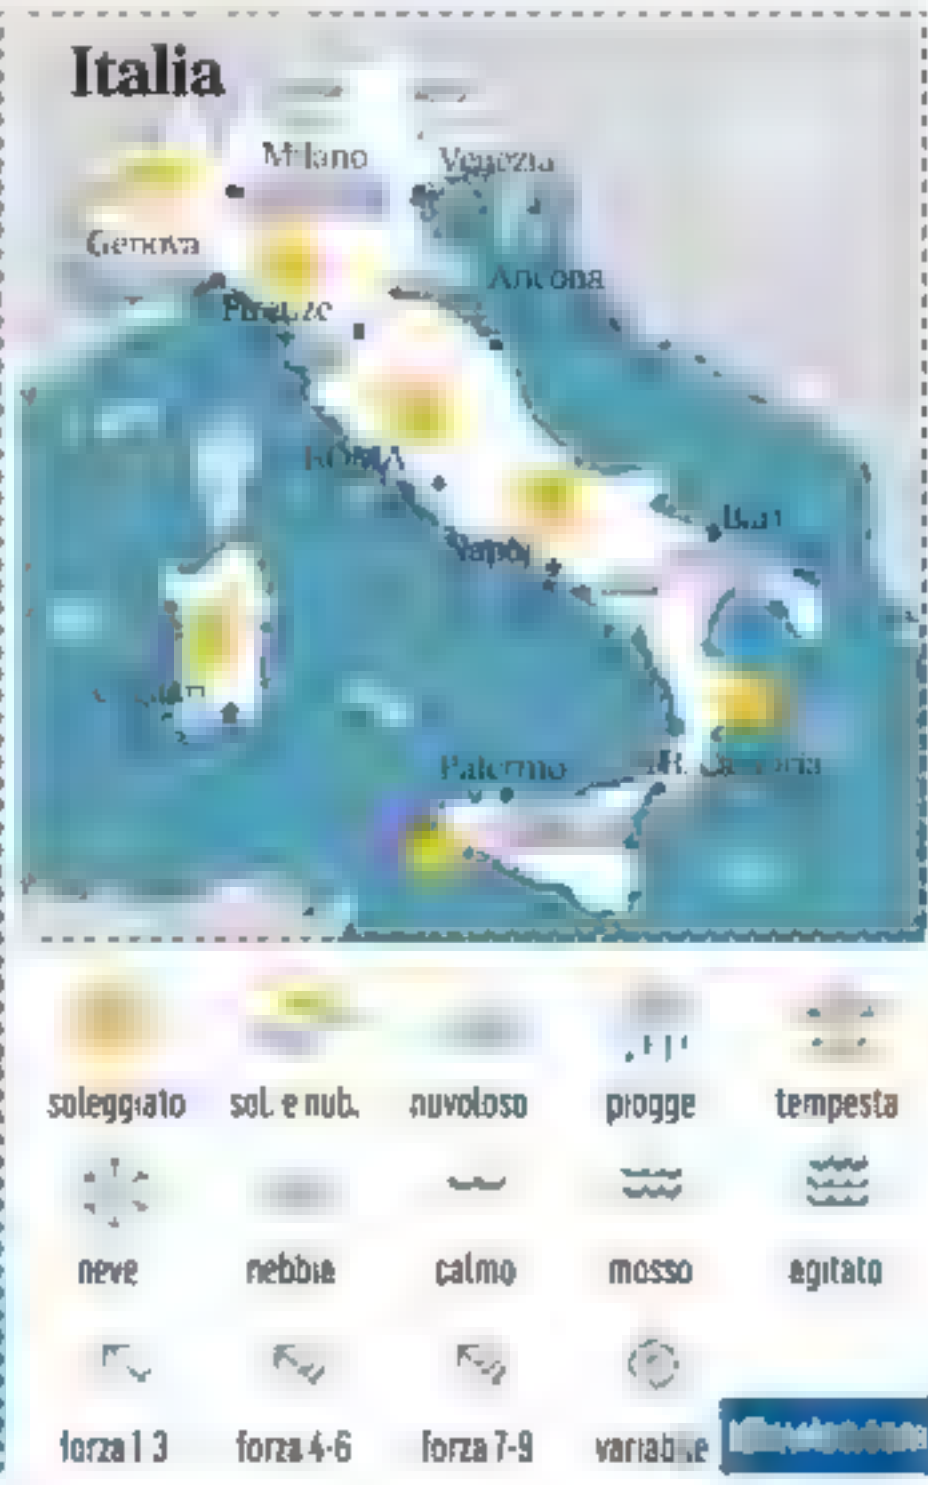 Italia
Milano
Venezia
Genova
Ancona
Firenze
ROMA
Bari
Napoli
Palermo
R. Calabria
soleggiato
sol. e nub.
nuvoloso
piogge
tempesta
neve
nebbia
calmo
mosso
agitato
forza 1 3
forza 4-6
forza 7-9
variabile